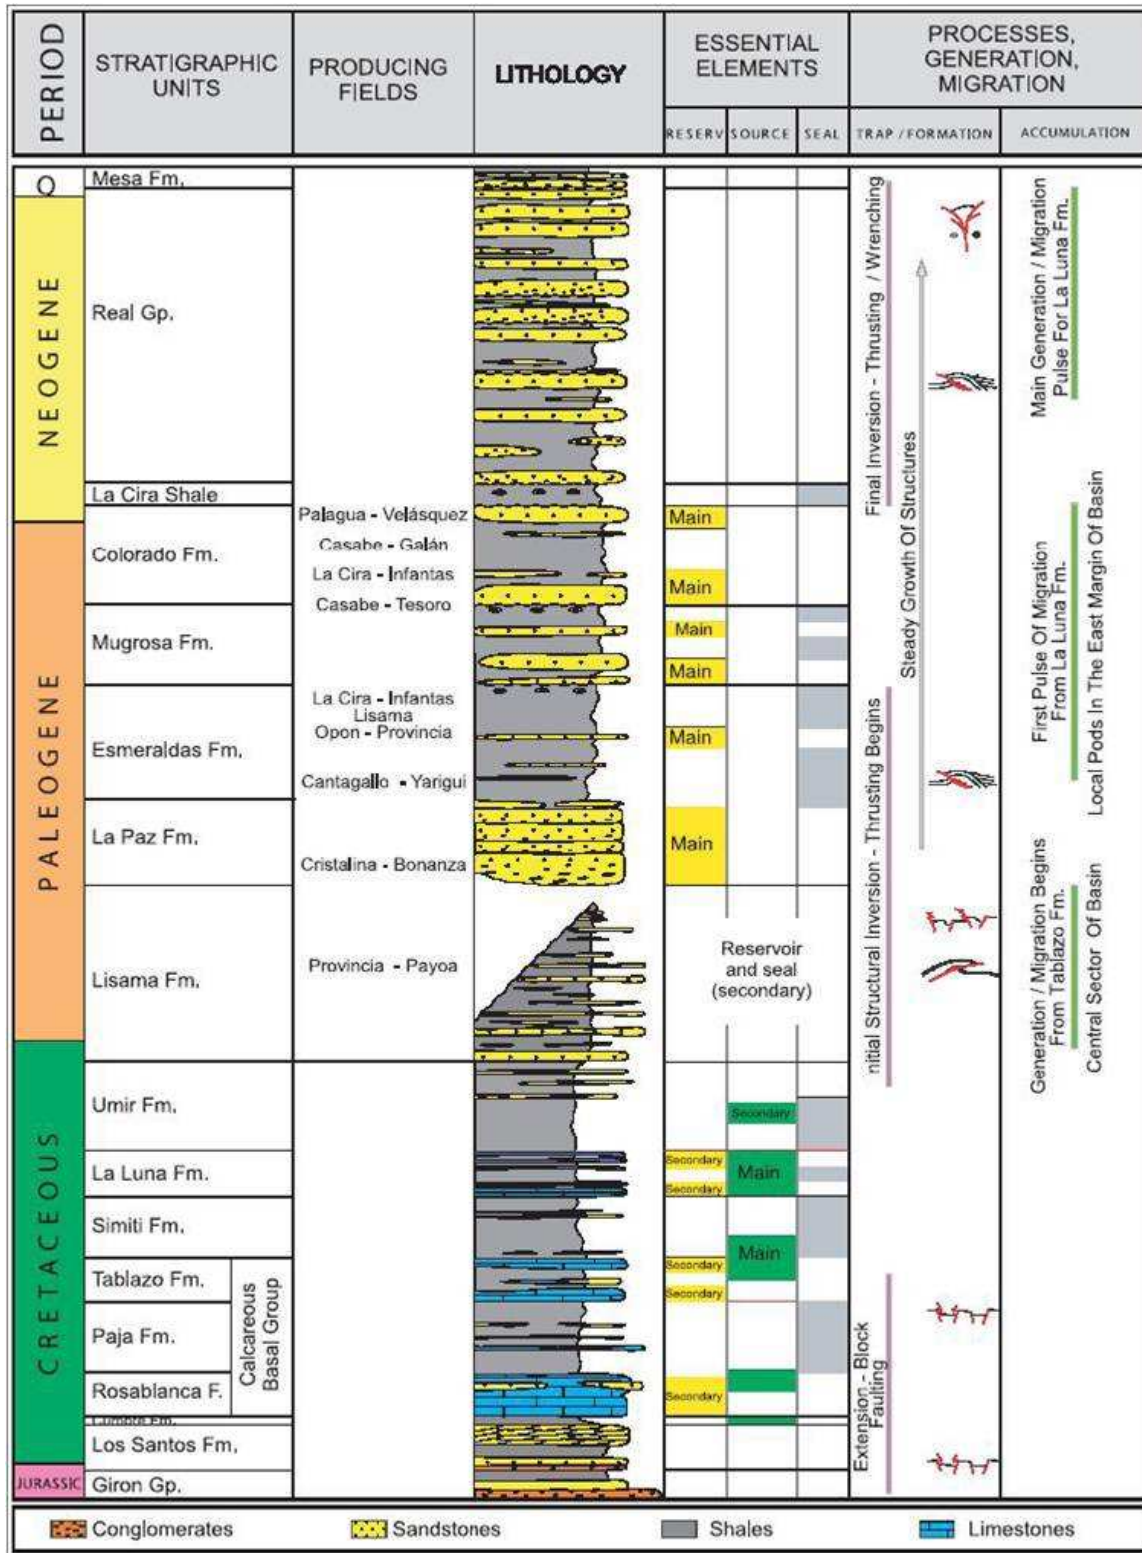 PERIOD
STRATIGRAPHIC
UNITS
PRODUCING
FIELDS
LITHOLOGY
ESSENTIAL
ELEMENTS
PROCESSES,
GENERATION,
MIGRATION
RESERV
SOURCE
SEAL
TRAP / FORMATION
ACCUMULATION
Q
NEOGENE
PALEOGENE
CRETACEOUS
JURASSIC
Mesa Fm.
Real Gp.
La Cira Shale
Colorado Fm.
Mugrosa Fm.
Esmeraldas Fm.
La Paz Fm.
Lisama Fm.
Umir Fm.
La Luna Fm.
Simiti Fm.
Tablazo Fm.
Paja Fm.
Rosablanca F.
Cumbre Fm.
Los Santos Fm.
Giron Gp.
Calcareous
Basal Group
Palagua - Velásquez
Casabe - Galán
La Cira - Infantas
Casabe - Tesoro
La Cira - Infantas
Lisama
Opon - Provincia
Cantagallo - Yarigui
Cristalina - Bonanza
Provincia - Payoa
Main
Main
Main
Main
Main
Main
Reservoir
and seal
(secondary)
Secondary
Secondary
Main
Secondary
Main
Secondary
Secondary
Secondary
Final Inversion - Thrusting / Wrenching
Steady Growth Of Structures
nitial Structural Inversion - Thrusting Begins
Extension - Block
Faulting
Main Generation / Migration
Pulse For La Luna Fm.
First Pulse Of Migration
From La Luna Fm.
Local Pods In The East Margin Of Basin
Generation / Migration Begins
From Tablazo Fm.
Central Sector Of Basin
Conglomerates
Sandstones
Shales
Limestones